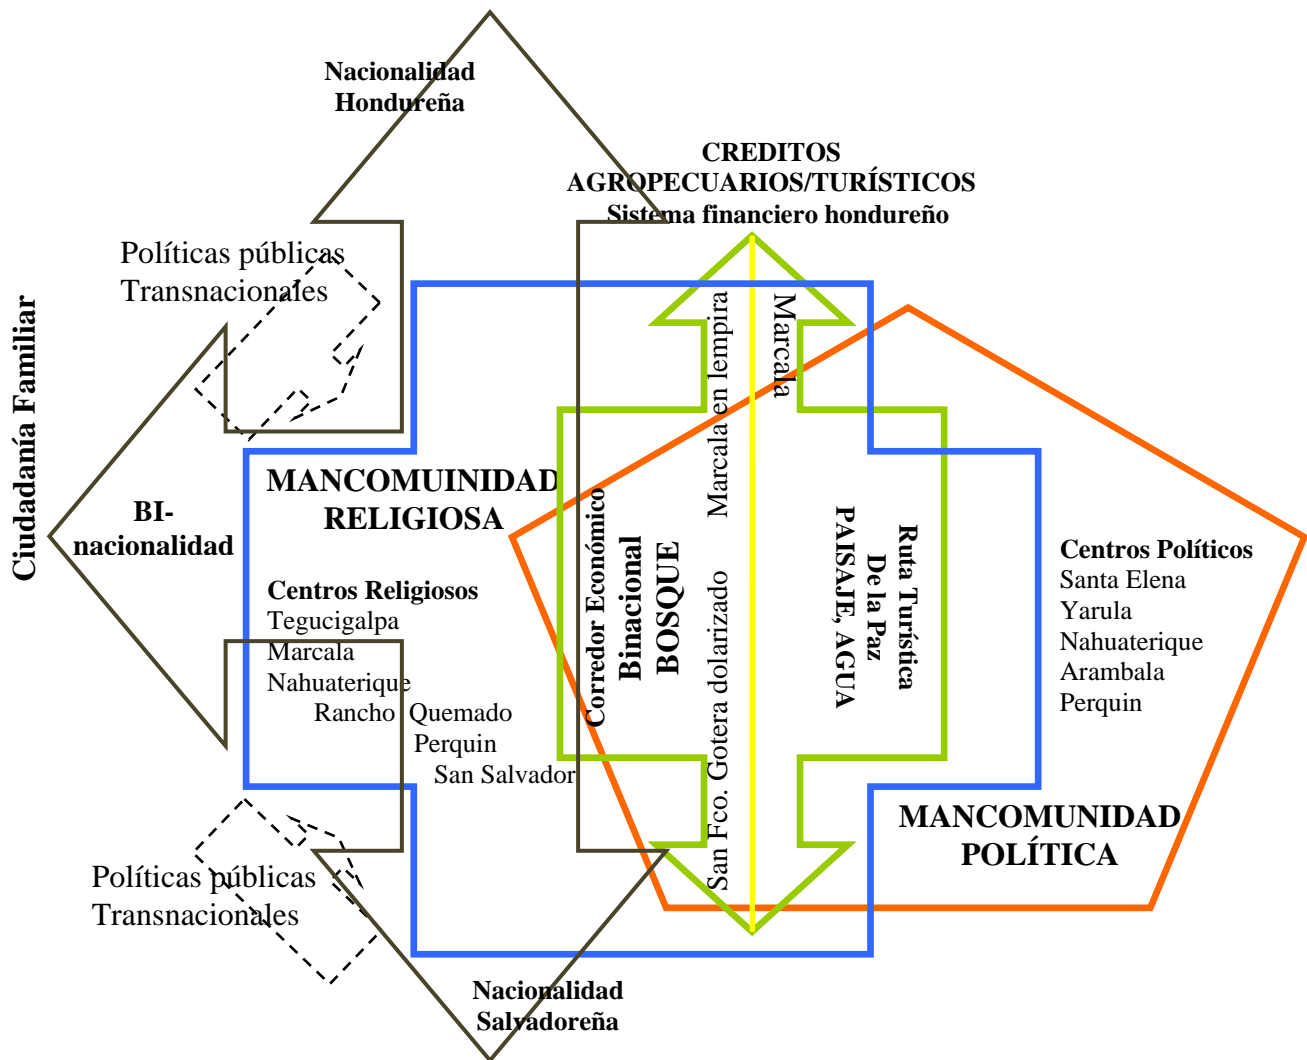 Nacionalidad
Hondureña
CREDITOS
AGROPECUARIOS/TURÍSTICOS
Sistema financiero hondureño
Políticas públicas
Transnacionales
Ciudadanía Familiar
BI-
nacionalidad
MANCOMUINIDAD
RELIGIOSA
Centros Religiosos
Tegucigalpa
Marcala
Nahuaterique
Rancho Quemado
Perquin
San Salvador
Corredor Económico
Binacional
BOSQUE
San Fco. Gotera dolarizado Marcala en lempira
Marcala
Ruta Turística
De la Paz
PAISAJE, AGUA
Centros Políticos
Santa Elena
Yarula
Nahuaterique
Arambala
Perquin
MANCOMUNIDAD
POLÍTICA
Políticas públicas
Transnacionales
Nacionalidad
Salvadoreña